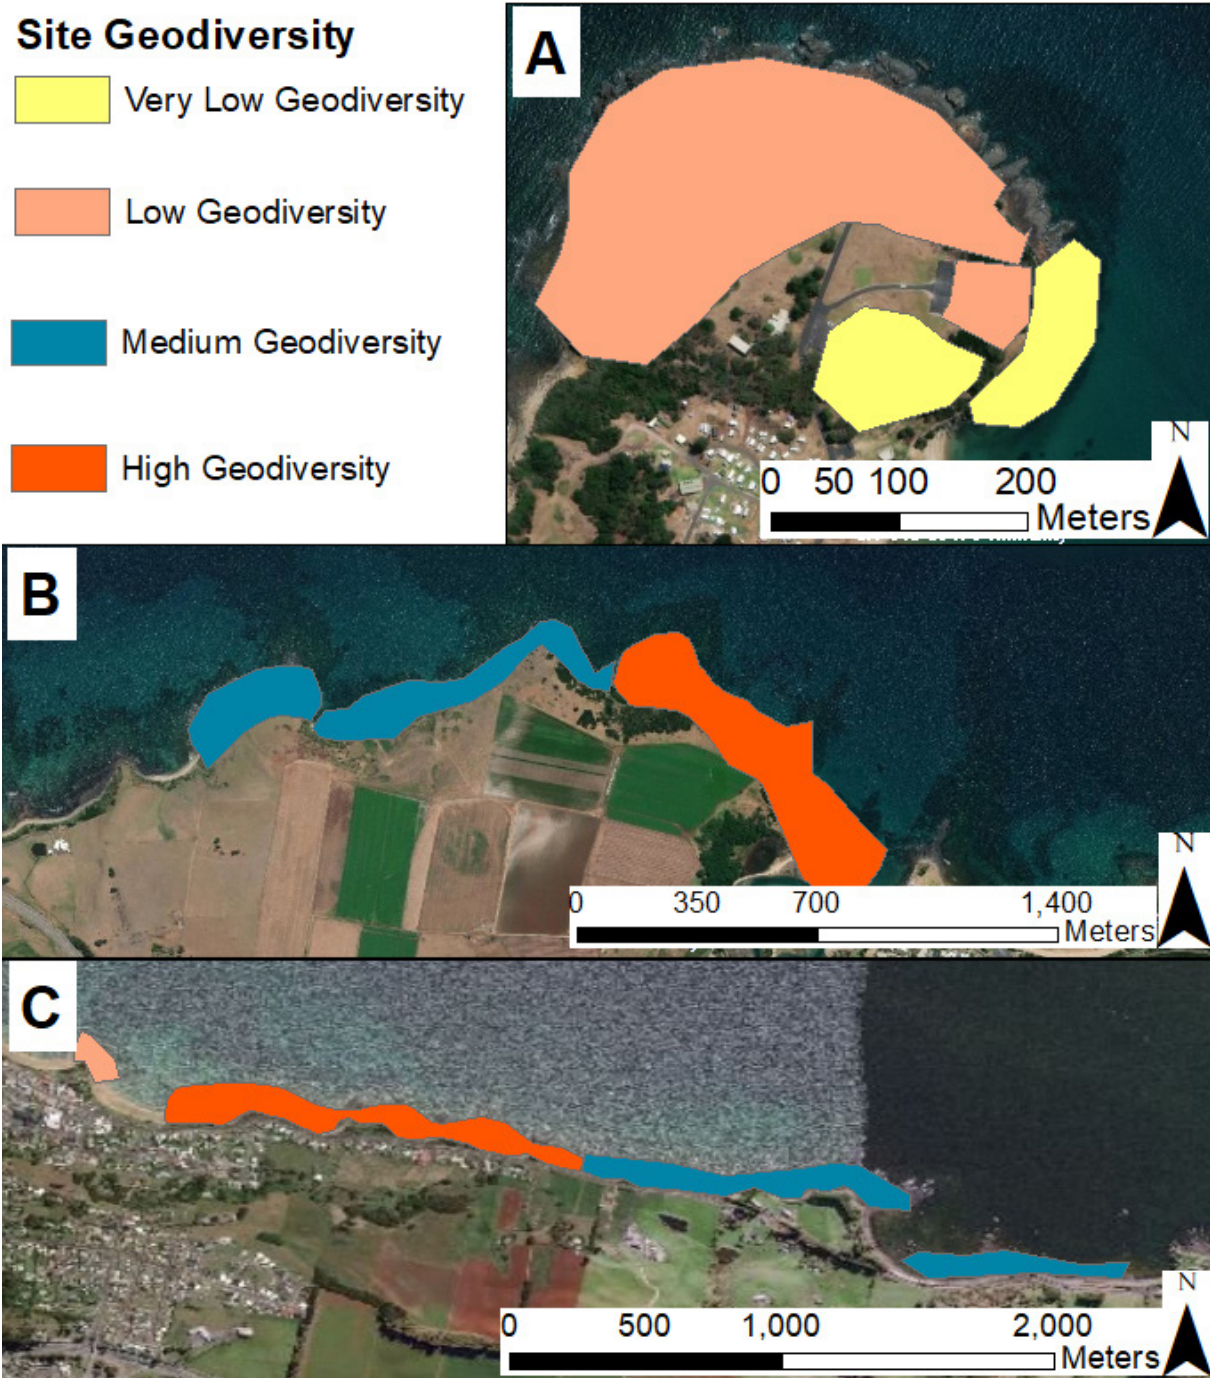 Site Geodiversity
Very Low Geodiversity
Low Geodiversity
Medium Geodiversity
High Geodiversity
A
N
0 50 100 200
Meters
B
N
0 350 700 1,400
Meters
C
N
0 500 1,000 2,000
Meters